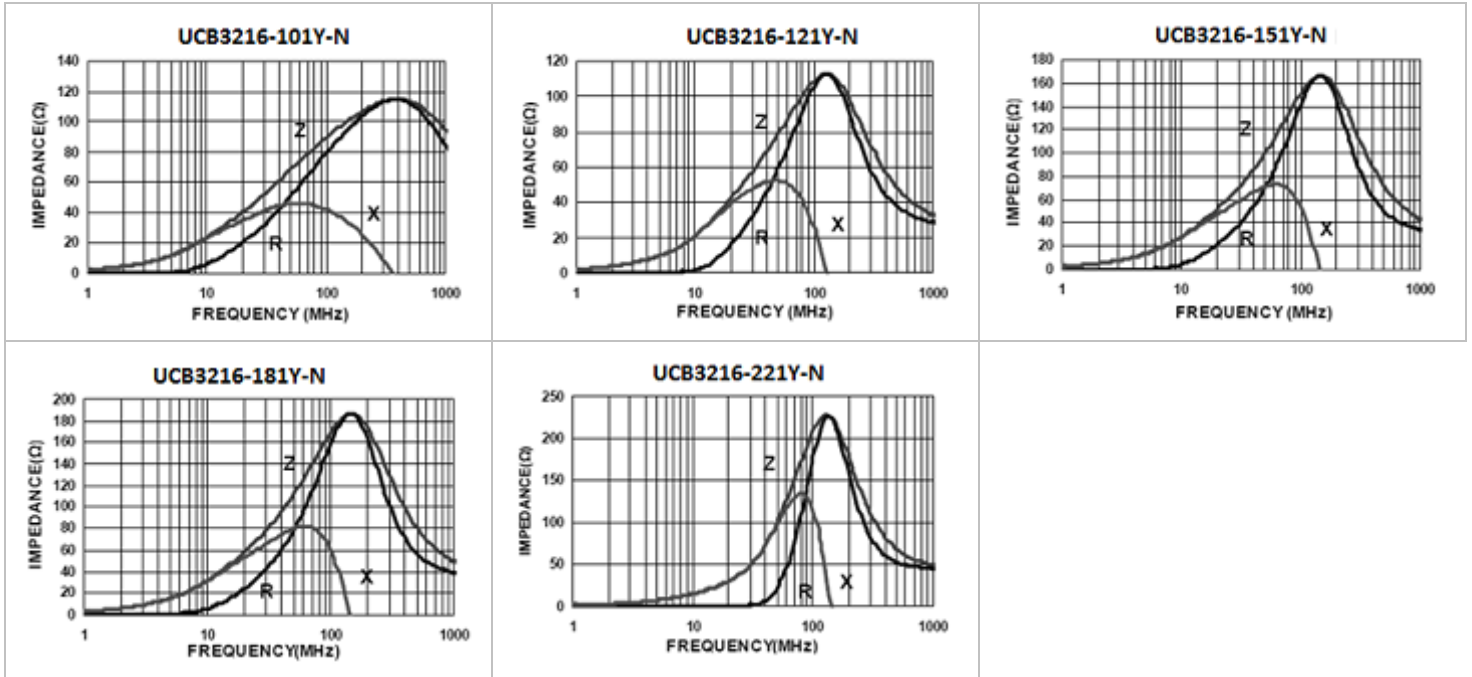 UCB3216-101Y-N
IMPEDANCE(Ω)
140
120
100
80
60
40
20
0
Z
X
R
1 10 100 1000
FREQUENCY (MHz)
UCB3216-121Y-N
IMPEDANCE(Ω)
120
100
80
60
40
20
0
Z
R
X
1 10 100 1000
FREQUENCY (MHz)
UCB3216-151Y-N
IMPEDANCE(Ω)
180
160
140
120
100
80
60
40
20
0
Z
R
X
1 10 100 1000
FREQUENCY (MHz)
UCB3216-181Y-N
IMPEDANCE(Ω)
200
180
160
140
120
100
80
60
40
20
0
Z
R
X
1 10 100 1000
FREQUENCY(MHz)
UCB3216-221Y-N
IMPEDANCE(Ω)
250
200
150
100
50
0
Z
R
X
1 10 100 1000
FREQUENCY(MHz)